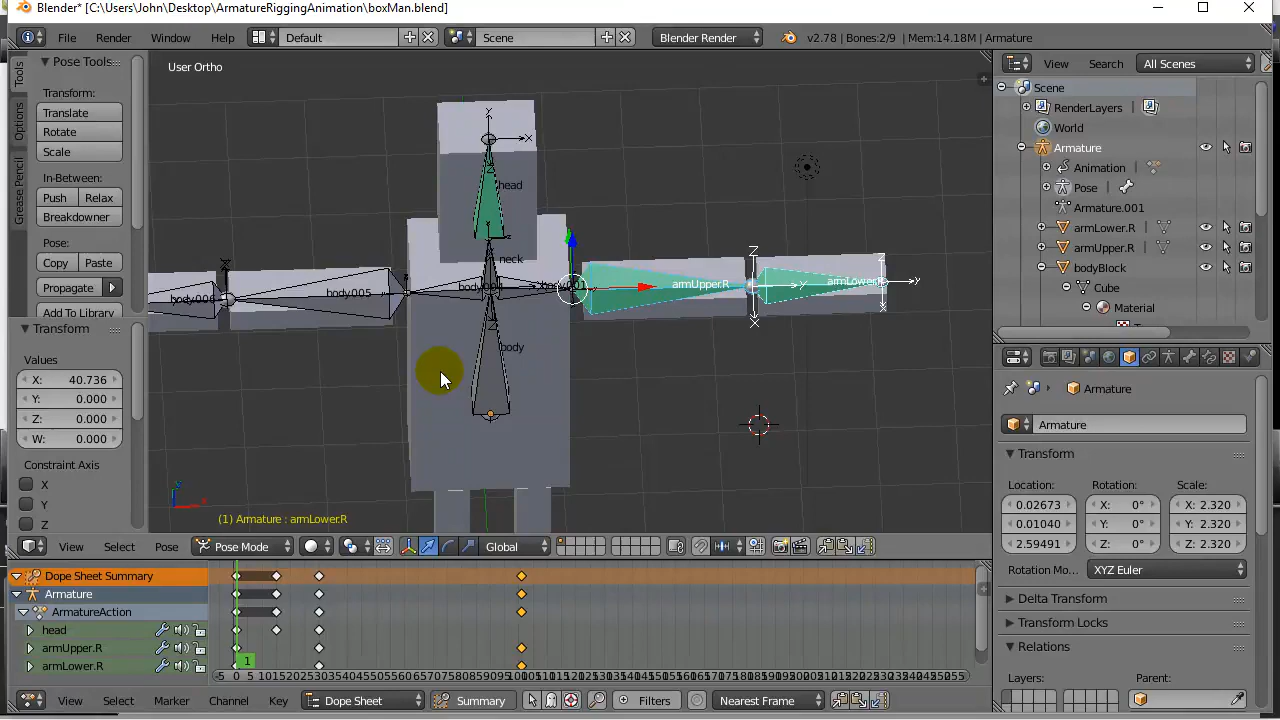 Blender* [C:\Users\John\Desktop\ArmatureRiggingAnimation\boxMan.blend]
File Render Window Help Default Scene Blender Render v2.78 | Bones:2/9 | Mem:14.18M | Armature
Tools
Options
Grease Pencil
Pose Tools
Transform:
Translate
Rotate
Scale
In-Between:
Push Relax
Breakdowner
Pose:
Copy Paste
Propagate
Add To Library
Transform
Values
X: 40.736
Y: 0.000
Z: 0.000
W: 0.000
Constraint Axis
X
Y
Z
User Ortho
head
neck
body005
armUpper.R
armLower.R
body
(1) Armature : armLower.R
View Select Pose Pose Mode Global
View Search All Scenes
Scene
RenderLayers
World
Armature
Animation
Pose
Armature.001
armLower.R
armUpper.R
bodyBlock
Cube
Material
Armature
Armature
Transform
Location: Rotation: Scale:
0.02673 X: 0° X: 2.320
0.01040 Y: 0° Y: 2.320
2.59491 Z: 0° Z: 2.320
Rotation Mo... XYZ Euler
Delta Transform
Transform Locks
Relations
Layers: Parent:
Dope Sheet Summary
Armature
ArmatureAction
head
armUpper.R
armLower.R
1
View Select Marker Channel Key Dope Sheet Summary Filters Nearest Frame